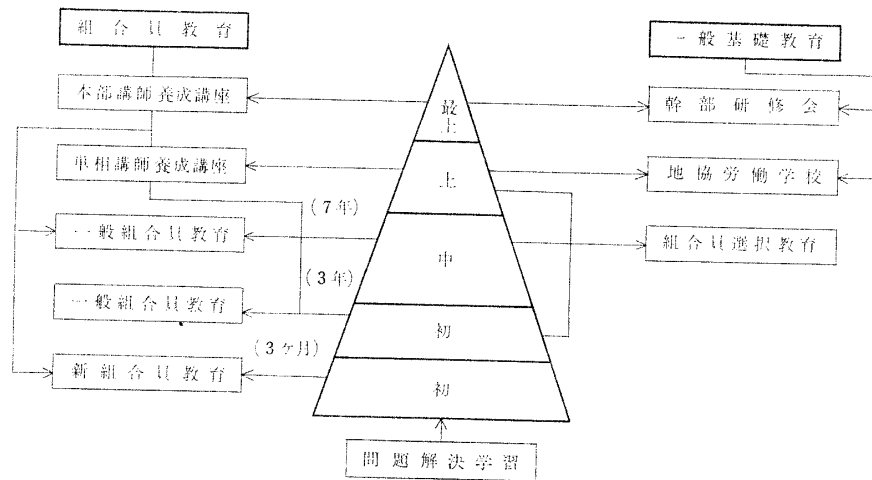 組合員教育
一般基礎教育
本部講師養成講座
最上
幹部研修会
単組講師養成講座
上
地協労働学校
(7年)
一般組合員教育
中
組合員選択教育
(3年)
一般組合員教育
初
(3ヶ月)
新組合員教育
初
問題解決学習